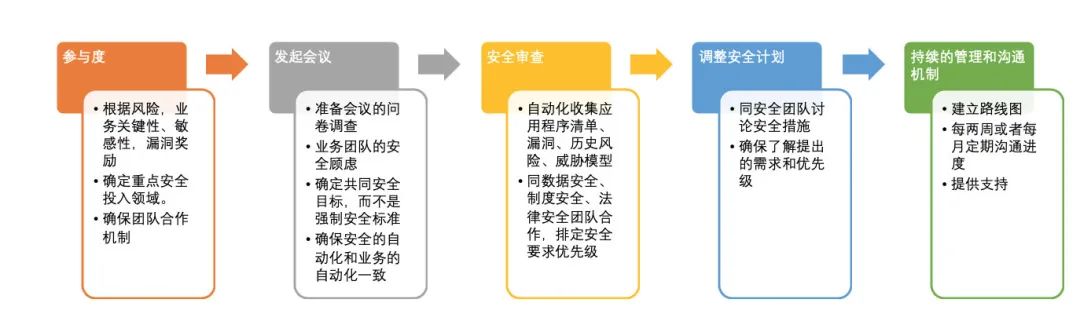 参与度
• 根据风险，业
务关键性、敏
感性，漏洞奖
励
• 确定重点安全
投入领域。
• 确保团队合作
机制
发起会议
• 准备会议的问
卷调查
• 业务团队的安
全顾虑
• 确定共同安全
目标，而不是
强制安全标准
• 确保安全的自
动化和业务的
自动化一致
安全审查
• 自动化收集应
用程序清单、
漏洞、历史风
险、威胁模型
• 同数据安全、
制度安全、法
律安全团队合
作，排定安全
要求优先级
调整安全计划
• 同安全团队讨
论安全措施
• 确保了解提出
的需求和优先
级
持续的管理和沟通
机制
• 建立路线图
• 每两周或者每
月定期沟通进
度
• 提供支持